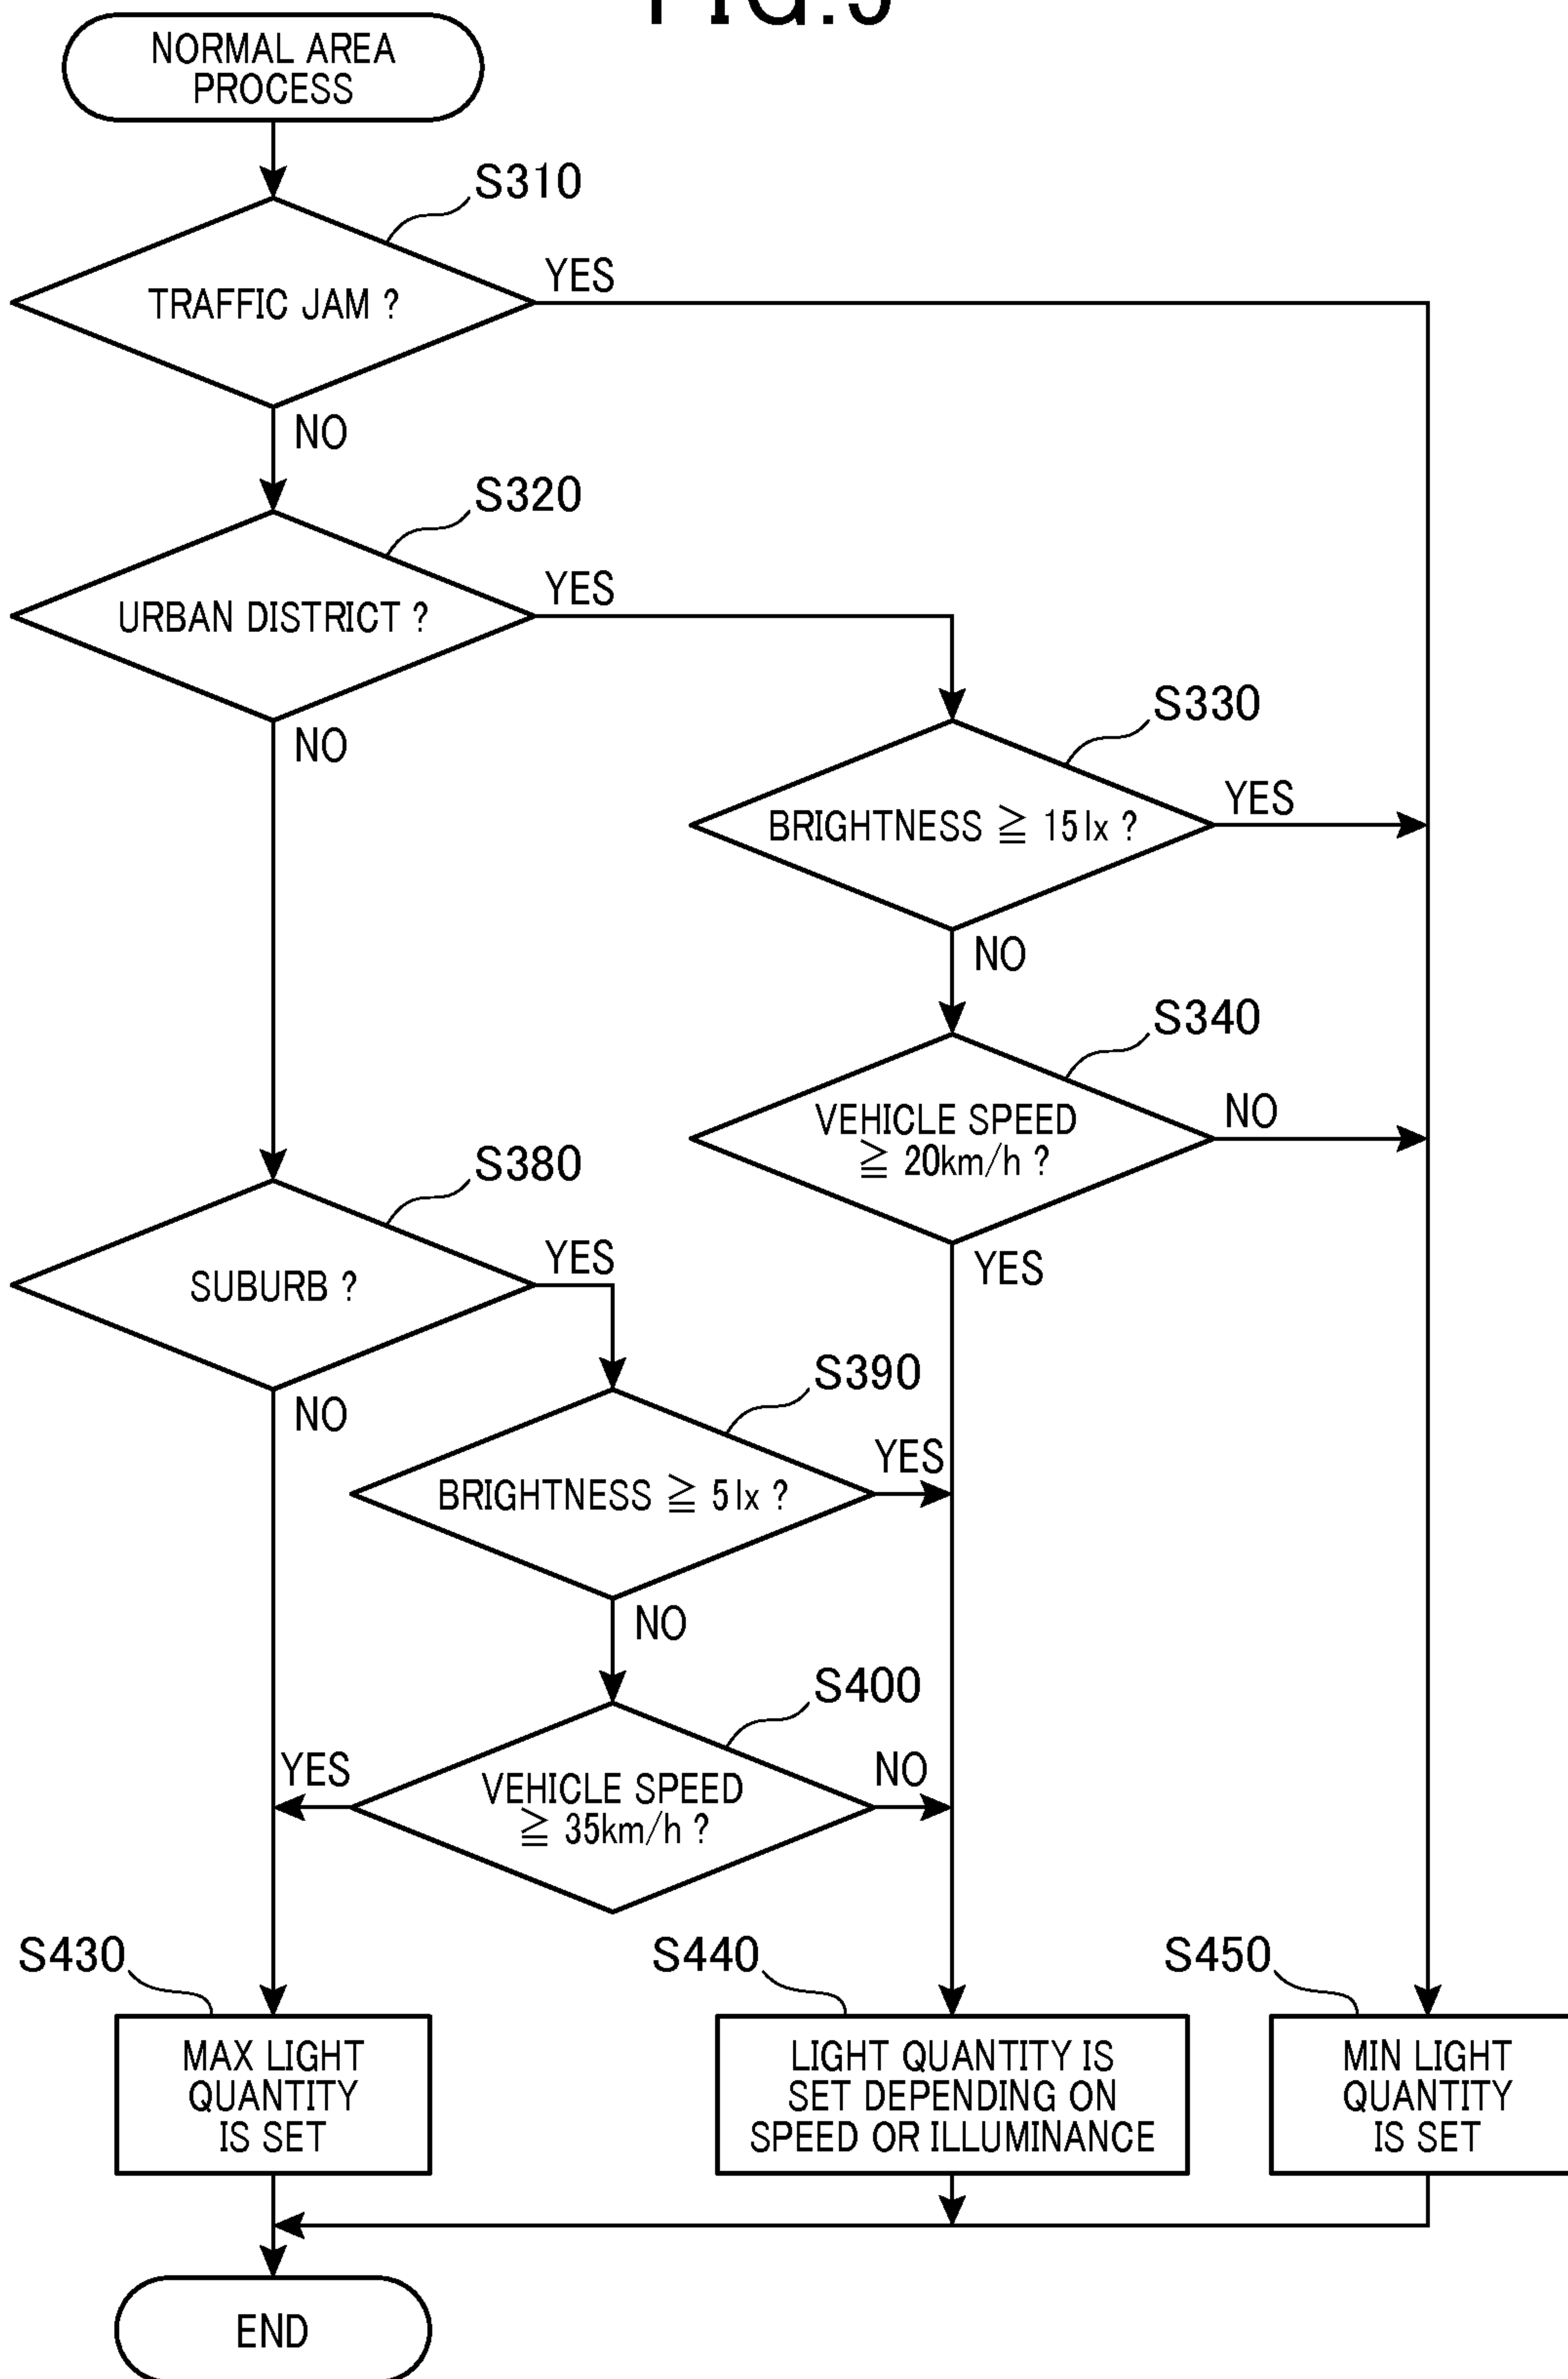 NORMAL AREA
PROCESS
S310
TRAFFIC JAM ?
YES
NO
S320
URBAN DISTRICT ?
YES
NO
S330
BRIGHTNESS ≧ 15lx ?
YES
NO
S340
VEHICLE SPEED
≧ 20km/h ?
NO
YES
S380
SUBURB ?
YES
NO
S390
BRIGHTNESS ≧ 5lx ?
YES
NO
S400
VEHICLE SPEED
≧ 35km/h ?
YES
NO
S430
MAX LIGHT
QUANTITY
IS SET
S440
LIGHT QUANTITY IS
SET DEPENDING ON
SPEED OR ILLUMINANCE
S450
MIN LIGHT
QUANTITY
IS SET
END